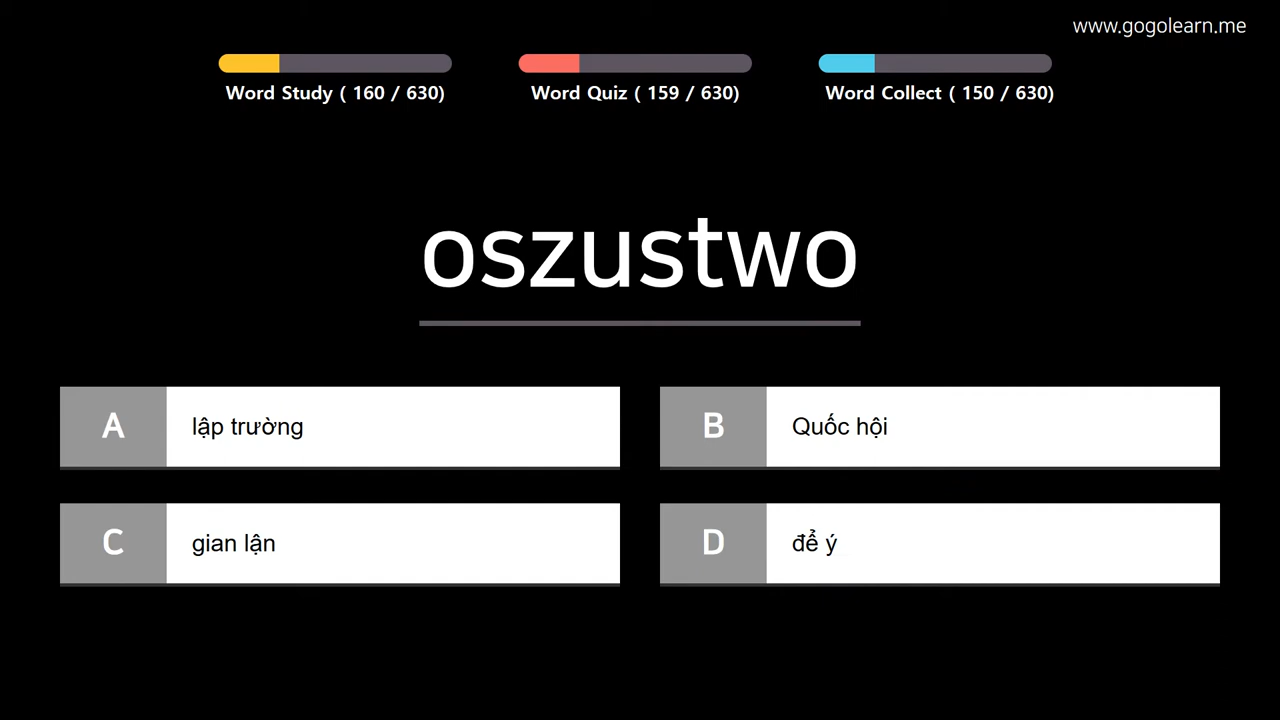 www.gogolearn.me
Word Study ( 160 / 630)
Word Quiz ( 159 / 630)
Word Collect ( 150 / 630)
oszustwo
A lập trường
B Quốc hội
C gian lận
D để ý